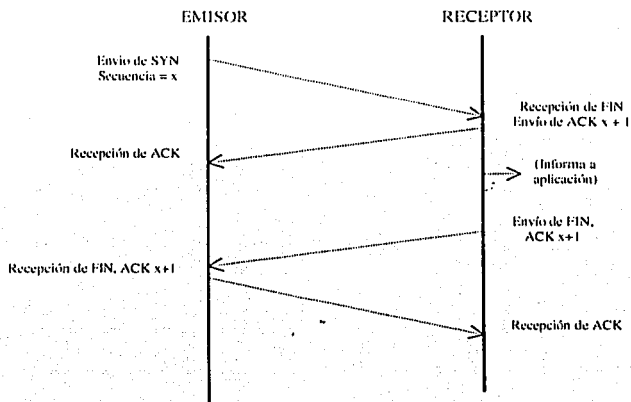 EMISOR
RECEPTOR
Envío de SYN
Secuencia = x
Recepción de FIN
Envío de ACK x + 1
Recepción de ACK
(Informa a
aplicación)
Envío de FIN,
ACK x+1
Recepción de FIN, ACK x+1
Recepción de ACK